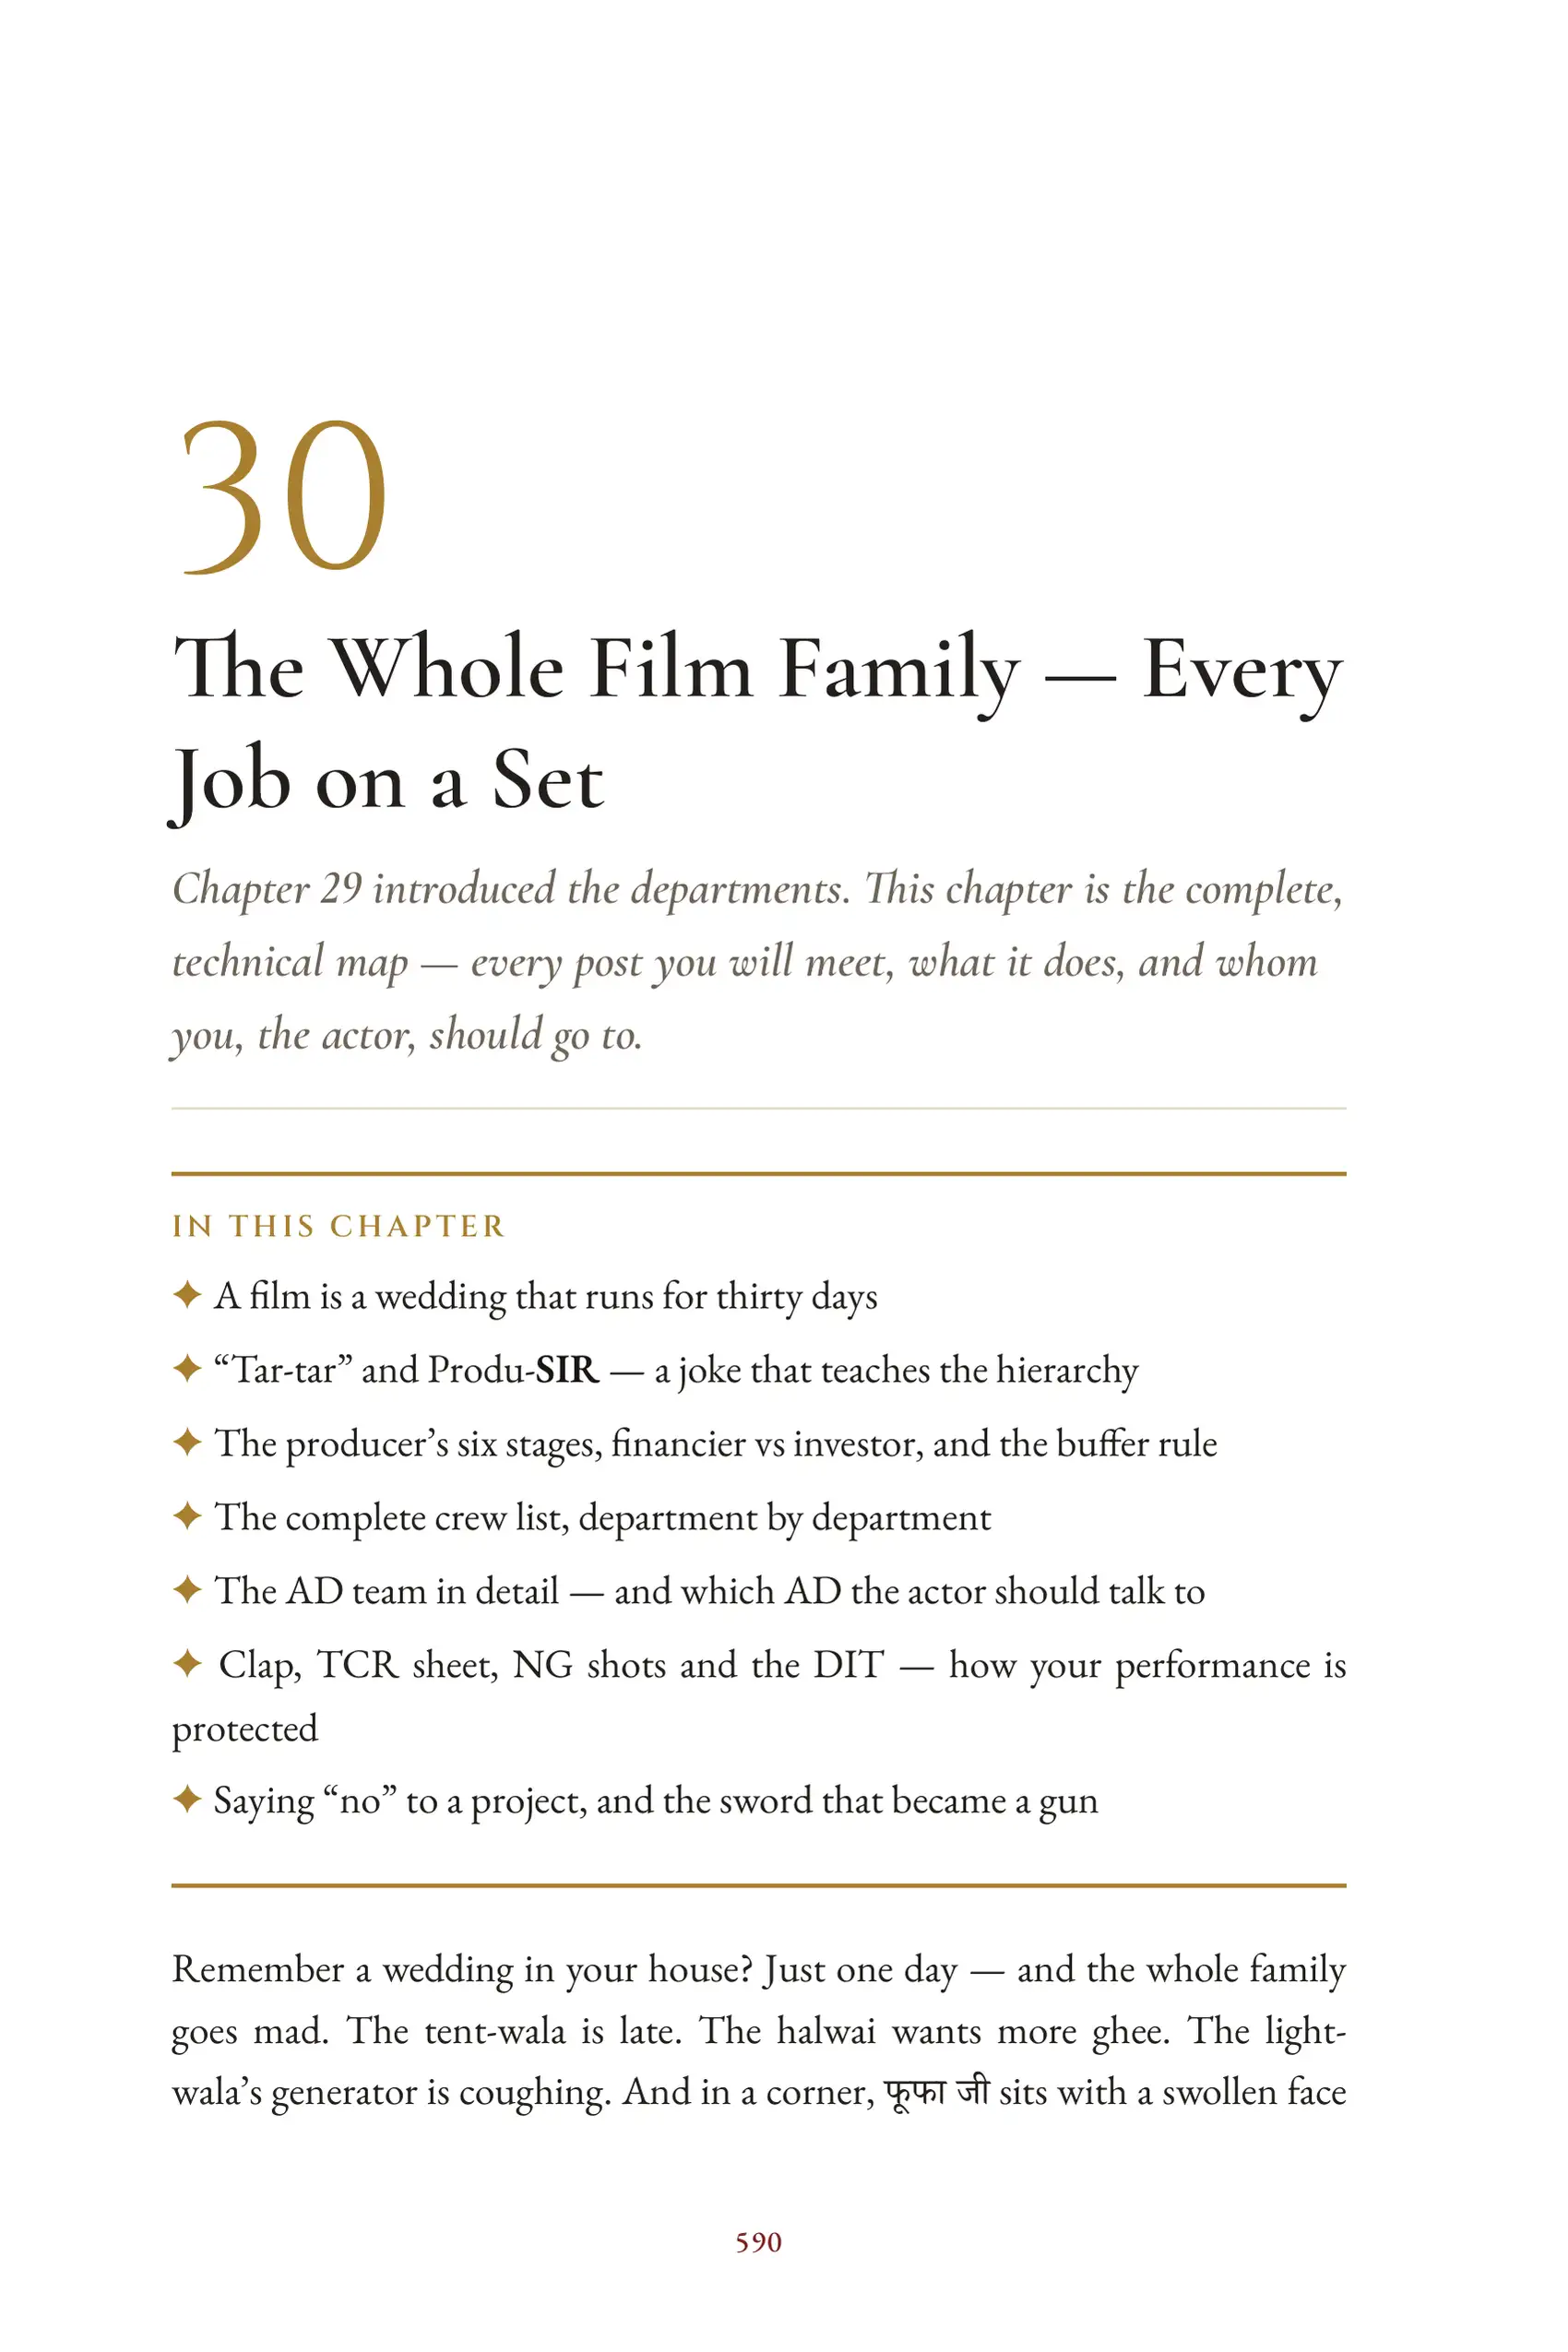 30
The Whole Film Family — Every
Job on a Set
Chapter 29 introduced the departments. This chapter is the complete,
technical map — every post you will meet, what it does, and whom
you, the actor, should go to.
IN THIS CHAPTER
✦ A film is a wedding that runs for thirty days
✦ “Tar-tar” and Produ-SIR — a joke that teaches the hierarchy
✦ The producer’s six stages, financier vs investor, and the buffer rule
✦ The complete crew list, department by department
✦ The AD team in detail — and which AD the actor should talk to
✦ Clap, TCR sheet, NG shots and the DIT — how your performance is
protected
✦ Saying “no” to a project, and the sword that became a gun
Remember a wedding in your house? Just one day — and the whole family
goes mad. The tent-wala is late. The halwai wants more ghee. The light-
wala’s generator is coughing. And in a corner, फूफा जी sits with a swollen face
590